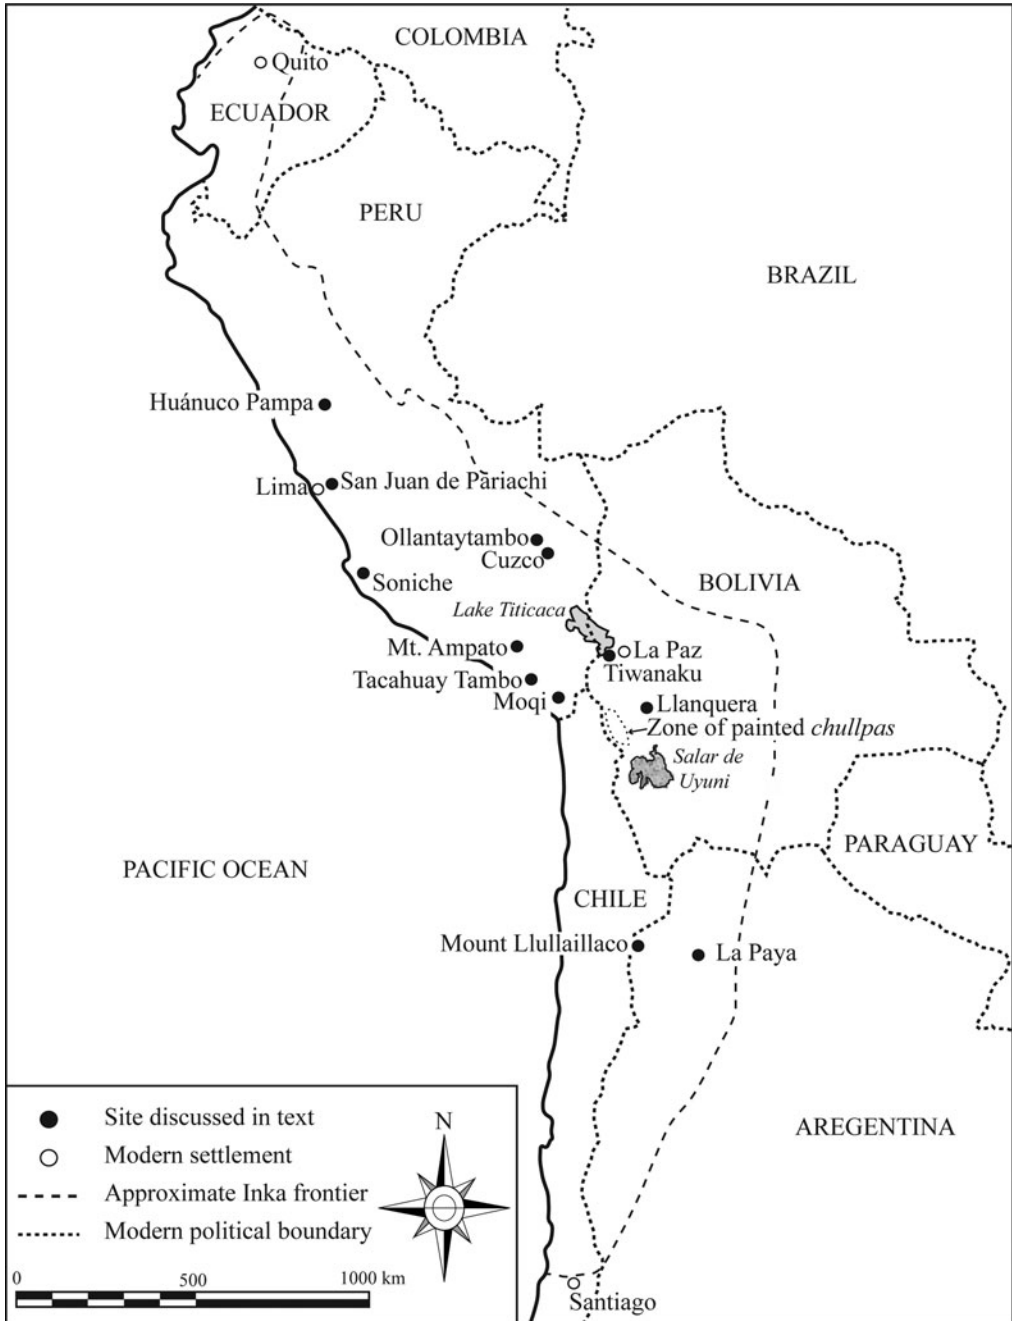 COLOMBIA
Quito
ECUADOR
PERU
BRAZIL
Huánuco Pampa
San Juan de Pariachi
Lima
Ollantaytambo
Cuzco
Soniche
BOLIVIA
Lake Titicaca
Mt. Ampato
La Paz
Tiwanaku
Tacahuay Tambo
Moqi
Llanquera
Zone of painted chullpas
Salar de
Uyuni
PARAGUAY
PACIFIC OCEAN
CHILE
Mount Llullaillaco
La Paya
AREGENTINA
Site discussed in text
Modern settlement
Approximate Inka frontier
Modern political boundary
N
0 500 1000 km
Santiago